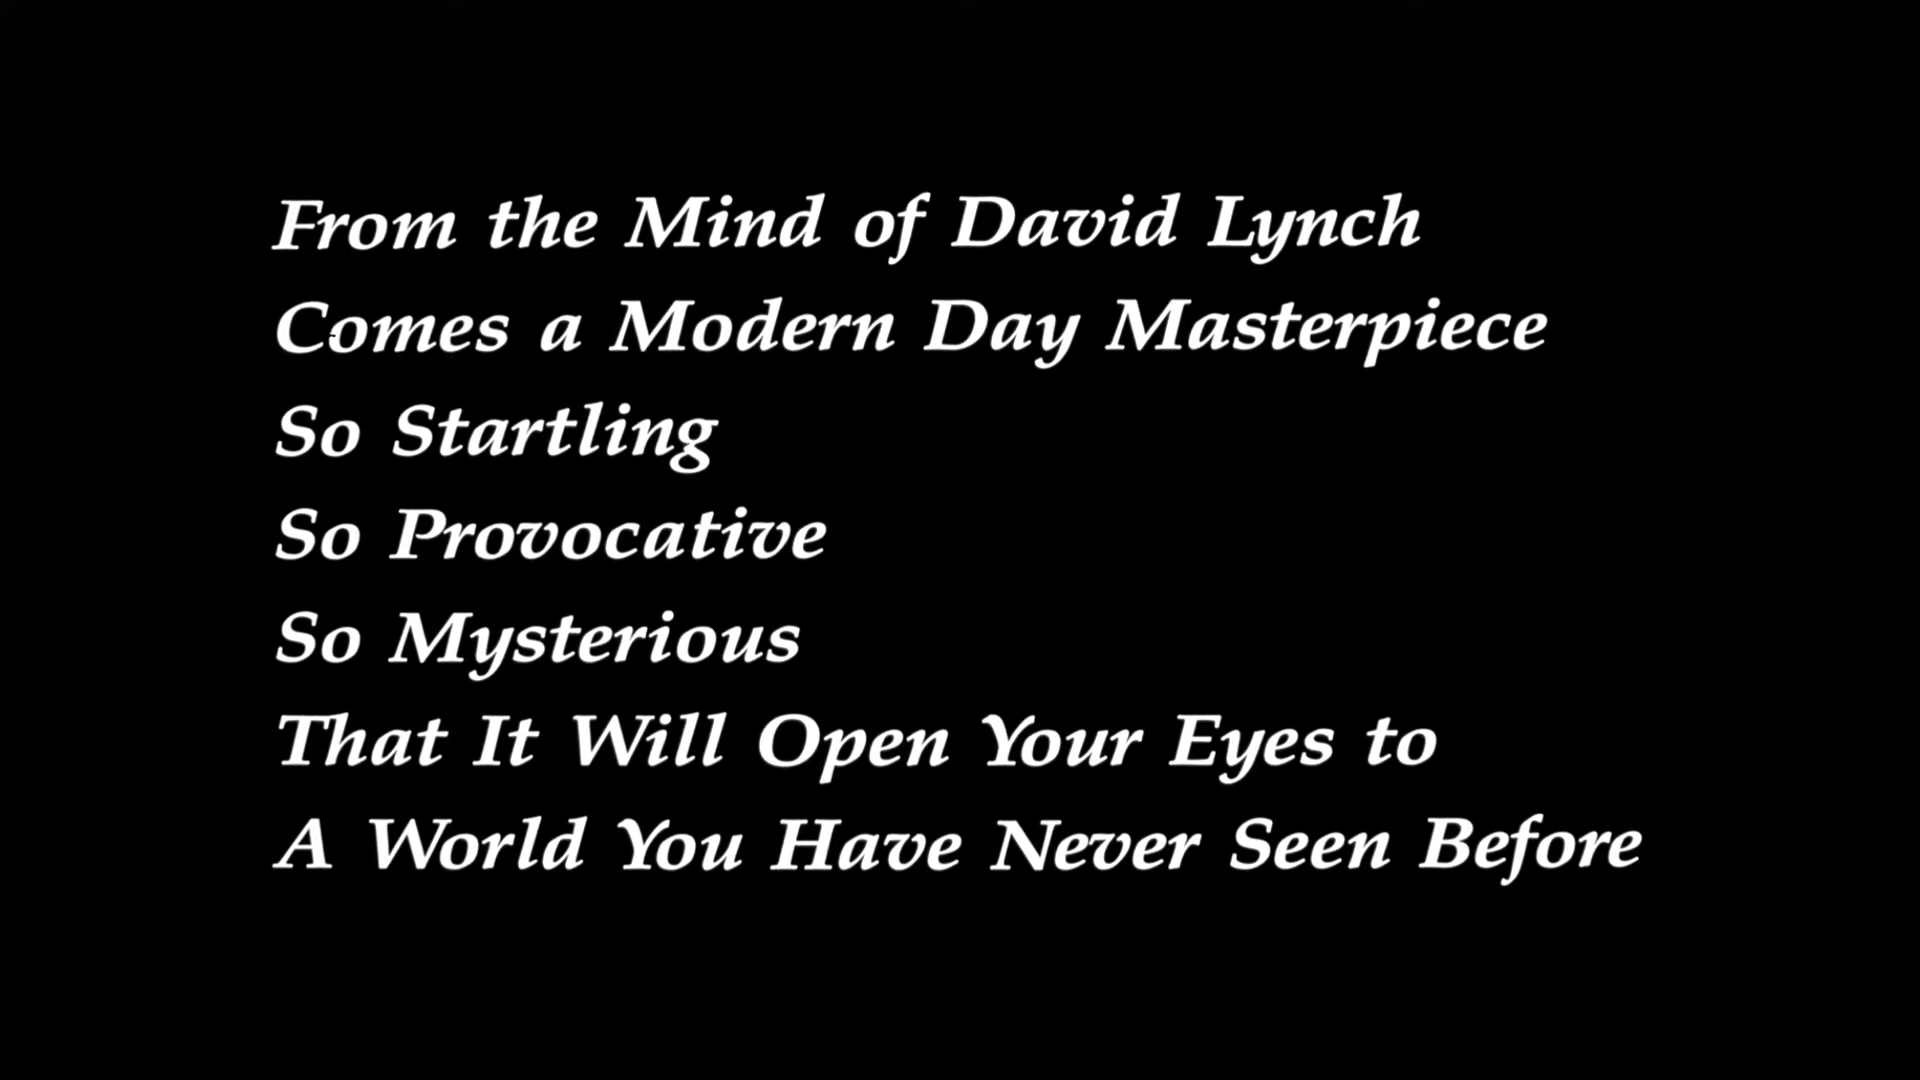 From the Mind of David Lynch
Comes a Modern Day Masterpiece
So Startling
So Provocative
So Mysterious
That It Will Open Your Eyes to
A World You Have Never Seen Before